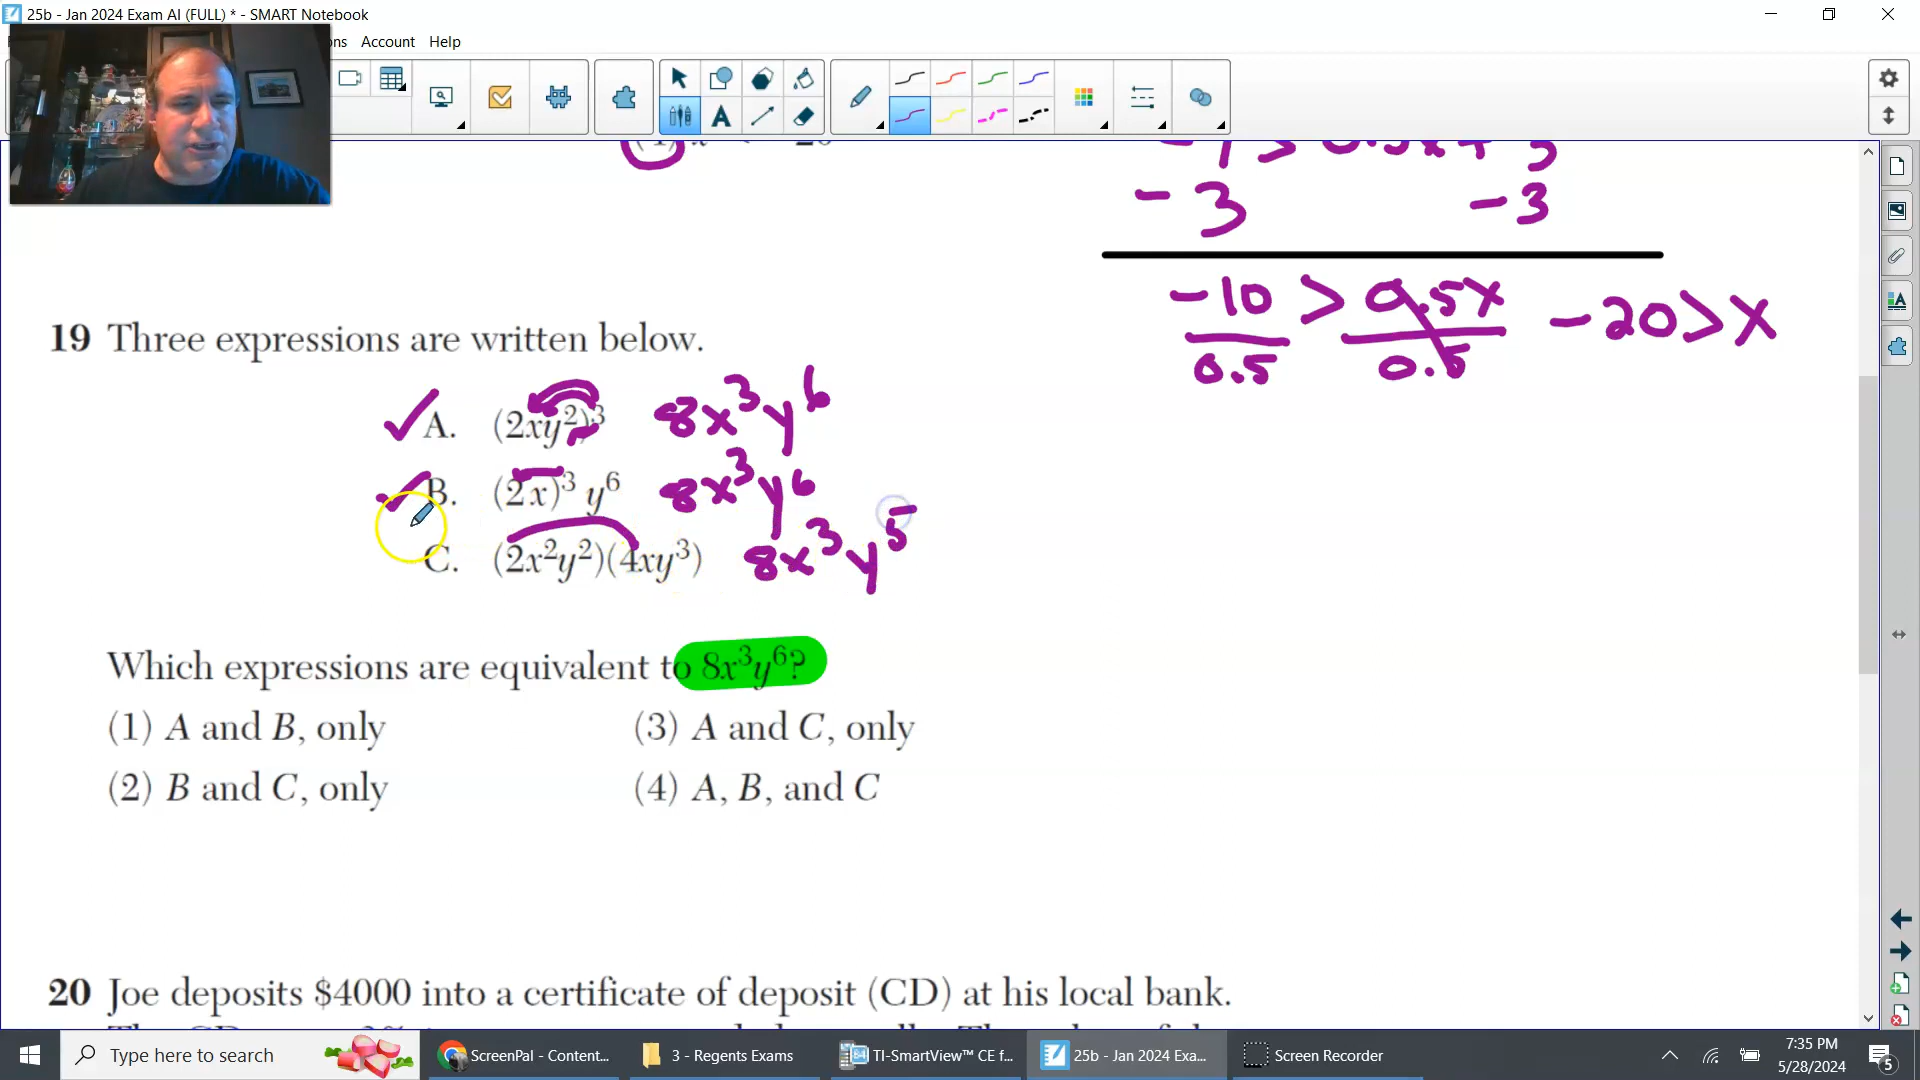 25b - Jan 2024 Exam AI (FULL) * - SMART Notebook
Account Help
- 3 - 3
-10 > 0.5x -20 > x
0.5 0.5
19 Three expressions are written below.
A. (2xy²)³ 8x³y⁶
B. (2x)³ y⁶ 8x³y⁶
C. (2x²y²)(4xy³) 8x³y⁵
Which expressions are equivalent to 8x³y⁶?
(1) A and B, only (3) A and C, only
(2) B and C, only (4) A, B, and C
20 Joe deposits $4000 into a certificate of deposit (CD) at his local bank.
Type here to search
ScreenPal - Content...
3 - Regents Exams
TI-SmartView™ CE f...
25b - Jan 2024 Exa...
Screen Recorder
7:35 PM
5/28/2024
5